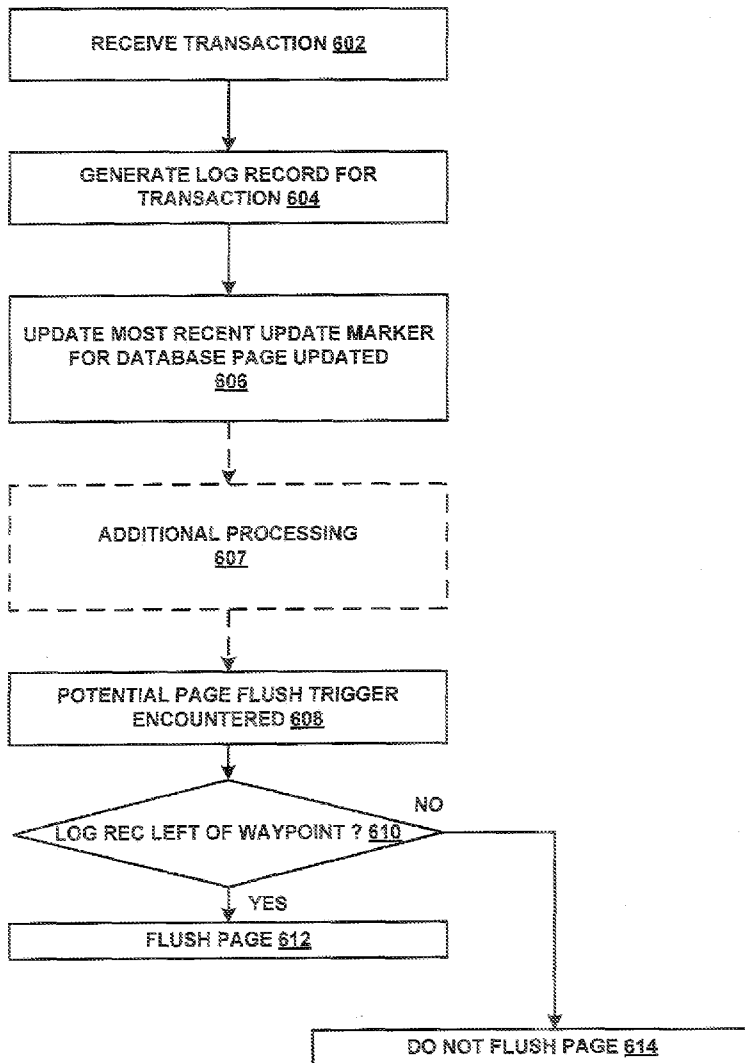 RECEIVE TRANSACTION 602
GENERATE LOG RECORD FOR
TRANSACTION 604
UPDATE MOST RECENT UPDATE MARKER
FOR DATABASE PAGE UPDATED
606
ADDITIONAL PROCESSING
607
POTENTIAL PAGE FLUSH TRIGGER
ENCOUNTERED 608
NO
LOG REC LEFT OF WAYPOINT ? 610
YES
FLUSH PAGE 612
DO NOT FLUSH PAGE 614